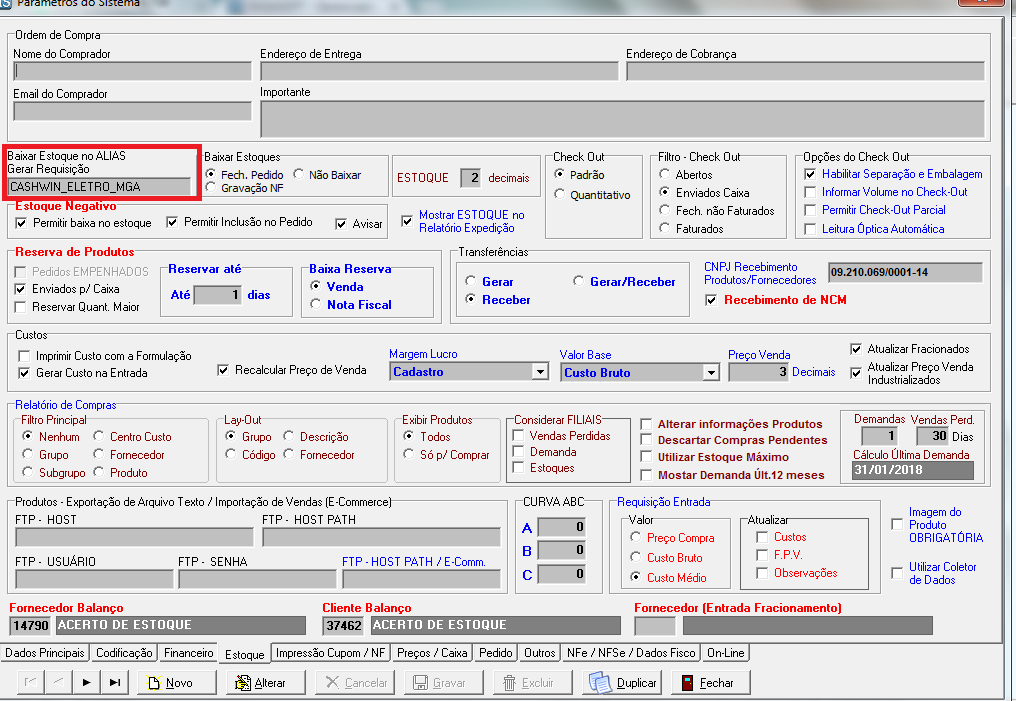 Parâmetros do Sistema
Ordem de Compra
Nome do Comprador
Endereço de Entrega
Endereço de Cobrança
Email do Comprador
Importante
Baixar Estoque no ALIAS
Gerar Requisição
CASHWIN_ELETRO_MGA
Baixar Estoques
Fech. Pedido
Não Baixar
Gravação NF
ESTOQUE 2 decimais
Check Out
Padrão
Quantitativo
Filtro - Check Out
Abertos
Enviados Caixa
Fech. não Faturados
Faturados
Opções do Check Out
Habilitar Separação e Embalagem
Informar Volume no Check-Out
Permitir Check-Out Parcial
Leitura Óptica Automática
Estoque Negativo
Permitir baixa no estoque
Permitir Inclusão no Pedido
Avisar
Mostrar ESTOQUE no
Relatório Expedição
Reserva de Produtos
Pedidos EMPENHADOS
Enviados p/ Caixa
Reservar Quant. Maior
Reservar até
Até 1 dias
Baixa Reserva
Venda
Nota Fiscal
Transferências
Gerar
Gerar/Receber
Receber
CNPJ Recebimento
Produtos/Fornecedores
09.210.069/0001-14
Recebimento de NCM
Custos
Imprimir Custo com a Formulação
Gerar Custo na Entrada
Recalcular Preço de Venda
Margem Lucro
Cadastro
Valor Base
Custo Bruto
Preço Venda
3 Decimais
Atualizar Fracionados
Atualizar Preço Venda
Industrializados
Relatório de Compras
Filtro Principal
Nenhum
Centro Custo
Grupo
Fornecedor
Subgrupo
Produto
Lay-Out
Grupo
Descrição
Código
Fornecedor
Exibir Produtos
Todos
Só p/ Comprar
Considerar FILIAIS
Vendas Perdidas
Demanda
Estoques
Alterar informações Produtos
Descartar Compras Pendentes
Utilizar Estoque Máximo
Mostar Demanda Últ.12 meses
Demandas Vendas Perd.
1 30 Dias
Cálculo Última Demanda
31/01/2018
Produtos - Exportação de Arquivo Texto / Importação de Vendas (E-Commerce)
FTP - HOST
FTP - HOST PATH
FTP - USUÁRIO
FTP - SENHA
FTP - HOST PATH / E-Comm.
CURVA ABC
A 0
B 0
C 0
Requisição Entrada
Valor
Preço Compra
Custo Bruto
Custo Médio
Atualizar
Custos
F.P.V.
Observações
Imagem do
Produto
OBRIGATÓRIA
Utilizar Coletor
de Dados
Fornecedor Balanço
14790 ACERTO DE ESTOQUE
Cliente Balanço
37462 ACERTO DE ESTOQUE
Fornecedor (Entrada Fracionamento)
Dados Principais
Codificação
Financeiro
Estoque
Impressão Cupom / NF
Preços / Caixa
Pedido
Outros
NFe / NFSe / Dados Fisco
On-Line
Novo
Alterar
Cancelar
Gravar
Excluir
Duplicar
Fechar